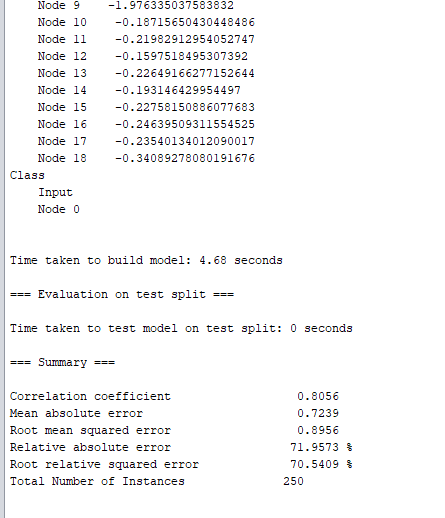 Node 9    -1.976335037583832
Node 10    -0.18715650430448486
Node 11    -0.21982912954052747
Node 12    -0.1597518495307392
Node 13    -0.22649166277152644
Node 14    -0.193146429954497
Node 15    -0.22758150886077683
Node 16    -0.24639509311554525
Node 17    -0.23540134012090017
Node 18    -0.34089278080191676
Class
Input
Node 0
Time taken to build model: 4.68 seconds
=== Evaluation on test split ===
Time taken to test model on test split: 0 seconds
=== Summary ===
Correlation coefficient                  0.8056
Mean absolute error                      0.7239
Root mean squared error                  0.8956
Relative absolute error                 71.9573 %
Root relative squared error             70.5409 %
Total Number of Instances              250